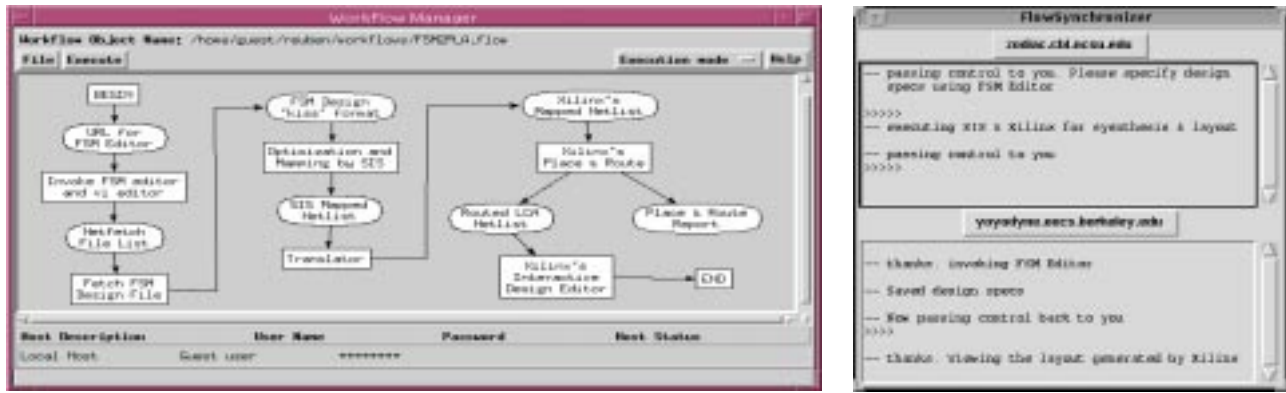 Workflow Manager
Workflow Object Name: /home/guest/reuben/workflows/FSM2PLA.flow
File Execute Execution mode Help
BEGIN
URL For
FSM Editor
Invoke FSM editor
and vi editor
NetFetch
File List
Fetch FSM
Design File
FSM Design
"kiss" format
Optimization and
Mapping by SIS
SIS Mapped
Netlist
Translator
Xilinx's
Mapped Netlist
Xilinx's
Place & Route
Routed LCA
Netlist
Place & Route
Report
Xilinx's
Interactive
Design Editor
END
Host Description User Name Password Host Status
Local Host Guest user ********
FlowSynchronizer
zodiac.cbl.ncsu.edu
-- passing control to you. Please specify design
specs using FSM Editor
>>>>>
-- executing SIS & Xilinx for synthesis & layout
-- passing control to you
>>>>>
yoyodyne.eecs.berkeley.edu
-- thanks. invoking FSM Editor
-- Saved design specs
-- Now passing control back to you
>>>>
-- thanks. Viewing the layout generated by Xilinx